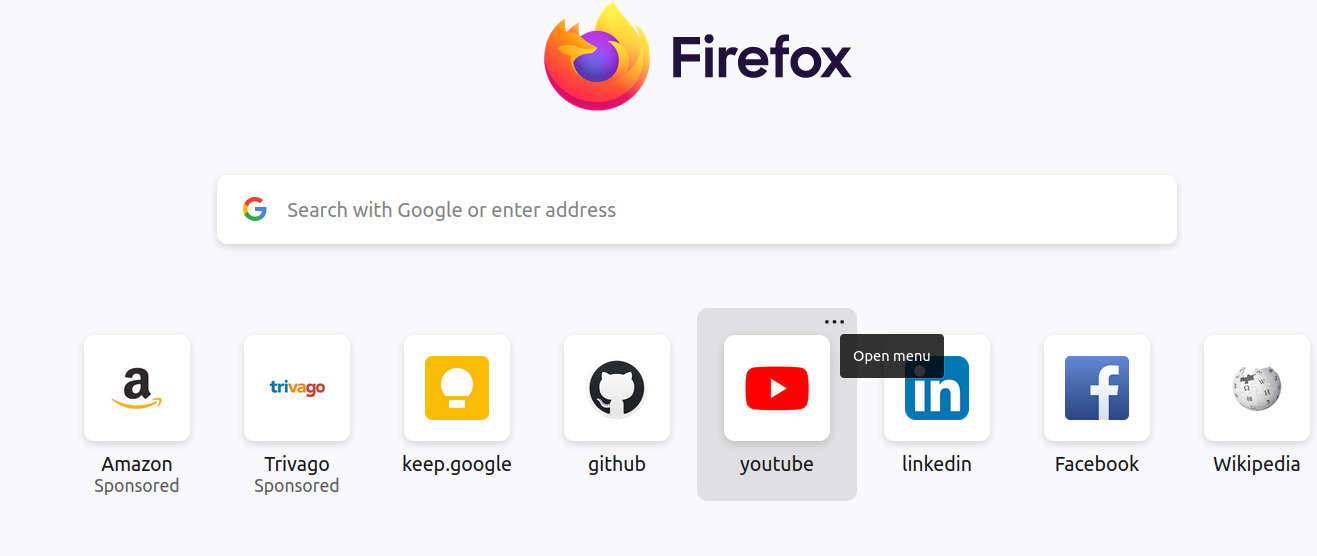 Firefox
Search with Google or enter address
Open menu
trivago
in
Amazon
Sponsored
Trivago
Sponsored
keep.google
github
youtube
linkedin
Facebook
Wikipedia